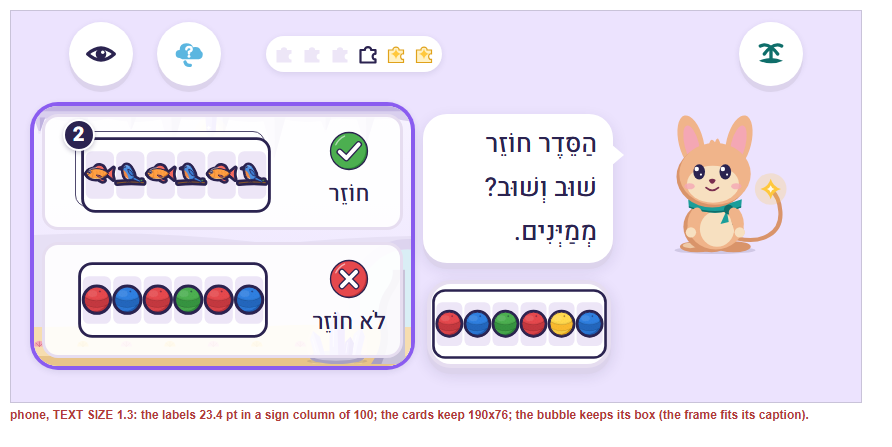 ?
2
חוֹזֵר
לֹא חוֹזֵר
הַסֵּדֶר חוֹזֵר
שׁוּב וְשׁוּב?
מְמַיְּנִים.
phone, TEXT SIZE 1.3: the labels 23.4 pt in a sign column of 100; the cards keep 190x76; the bubble keeps its box (the frame fits its caption).